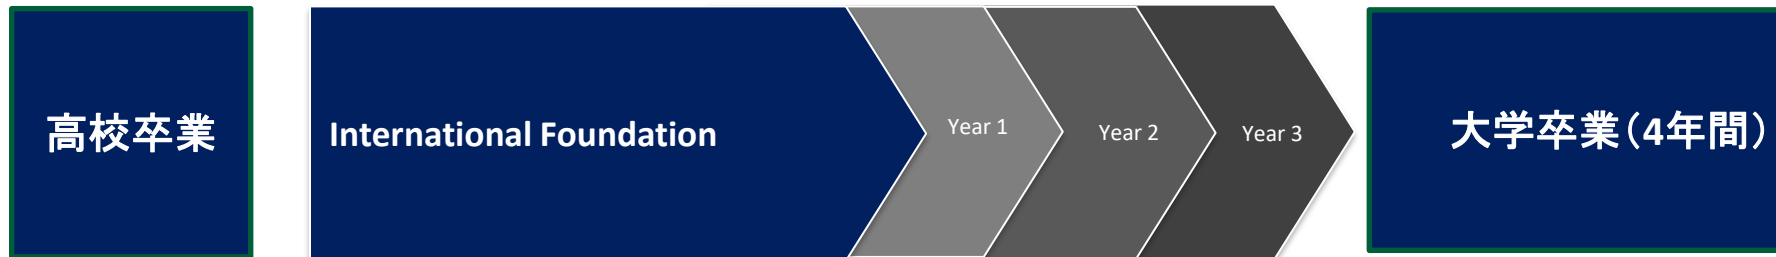 高校卒業
International Foundation
Year 1
Year 2
Year 3
大学卒業（4年間）